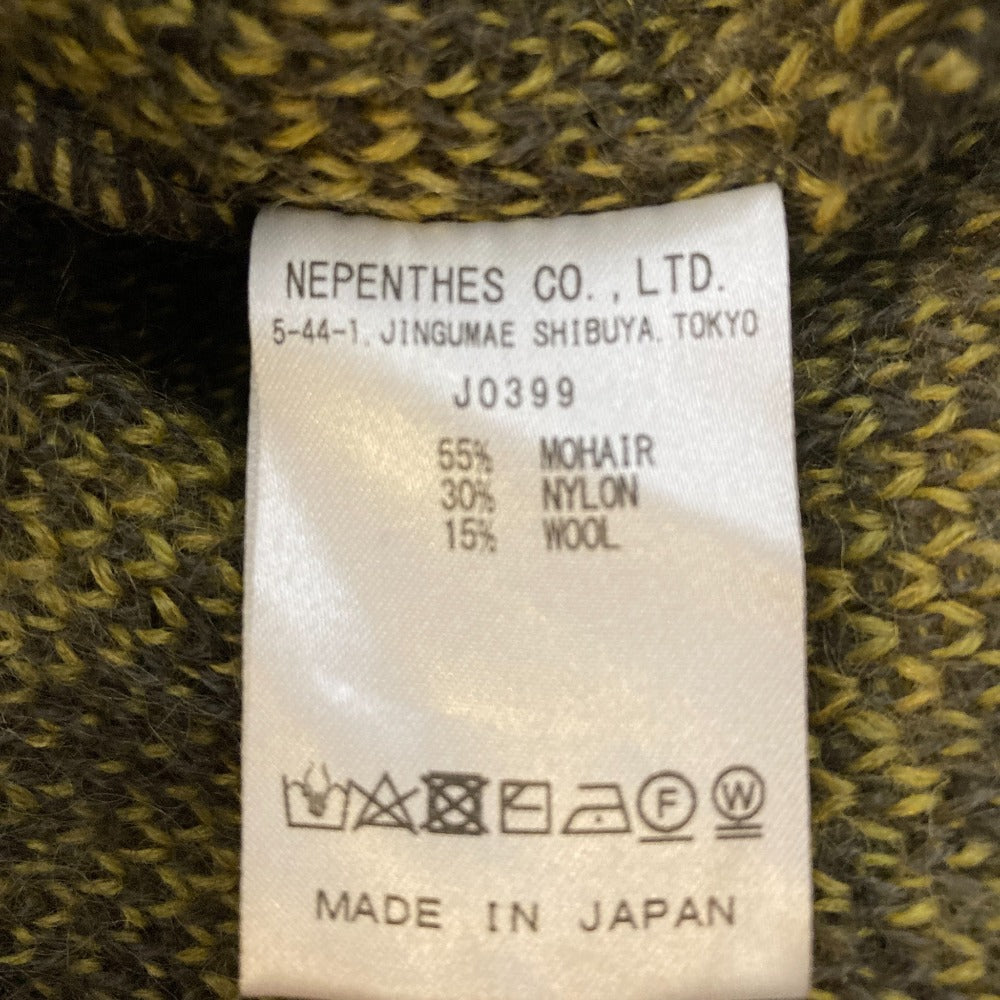 NEPENTHES CO.,LTD.
5-44-1. JINGUMAE SHIBUYA. TOKYO
J0399
55% MOHAIR
30% NYLON
15% WOOL
F W
MADE IN JAPAN